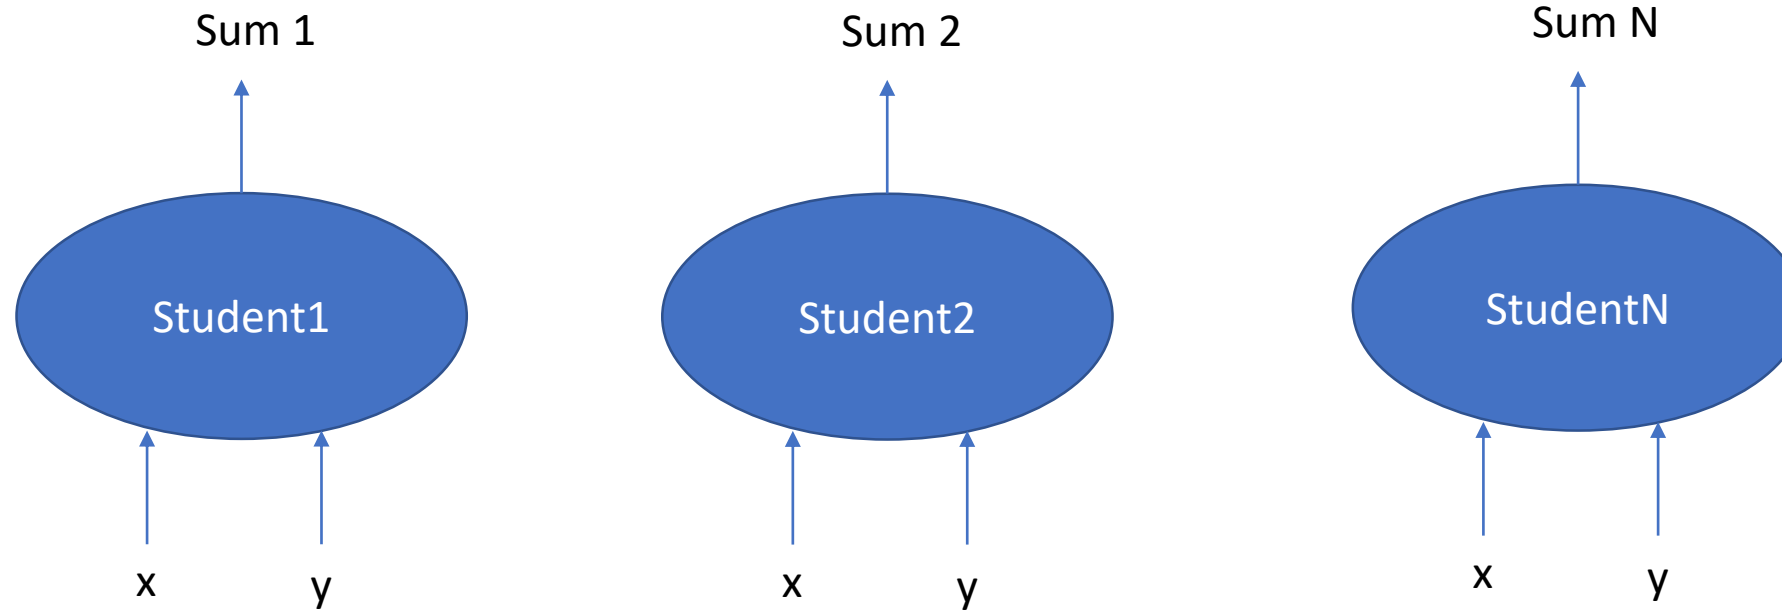 Sum 1
Sum 2
Sum N
Student1
Student2
StudentN
x
y
x
y
x
y